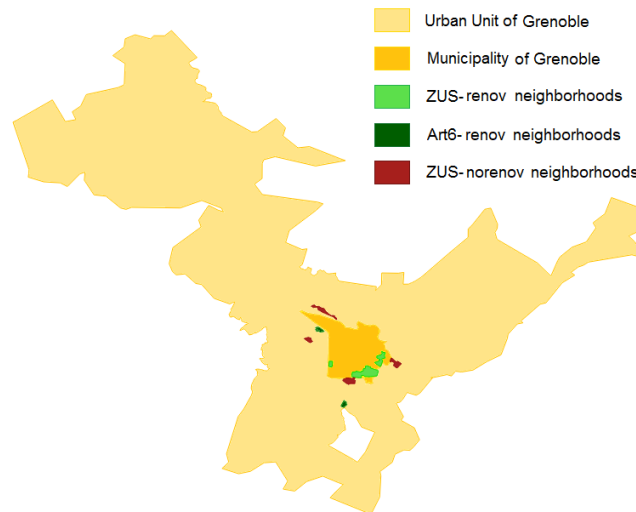 Urban Unit of Grenoble
Municipality of Grenoble
ZUS-renov neighborhoods
Art6-renov neighborhoods
ZUS-norenov neighborhoods